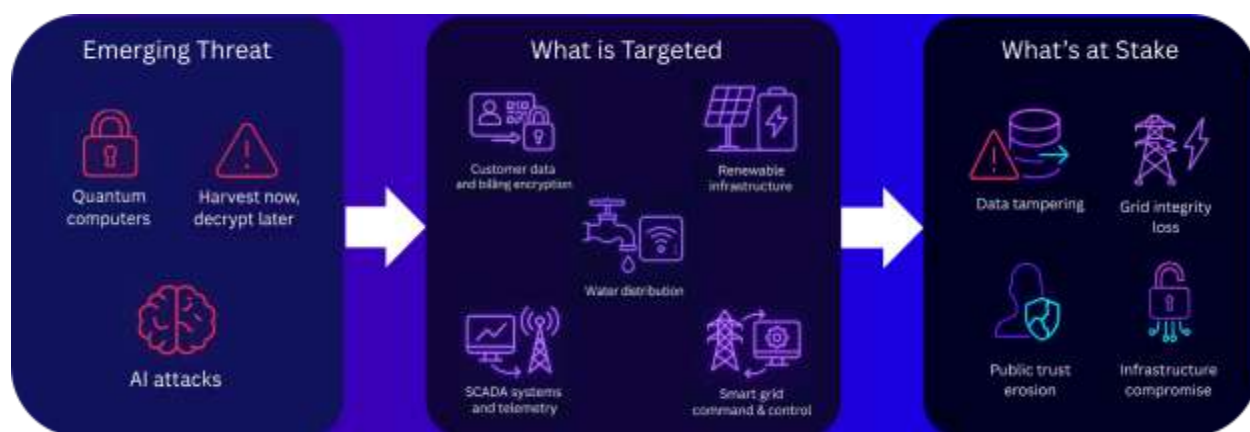 Emerging Threat
Quantum
computers
Harvest now,
decrypt later
AI attacks
What is Targeted
Customer data
and billing encryption
Renewable
infrastructure
Water distribution
SCADA systems
and telemetry
Smart grid
command & control
What's at Stake
Data tampering
Grid integrity
loss
Public trust
erosion
Infrastructure
compromise